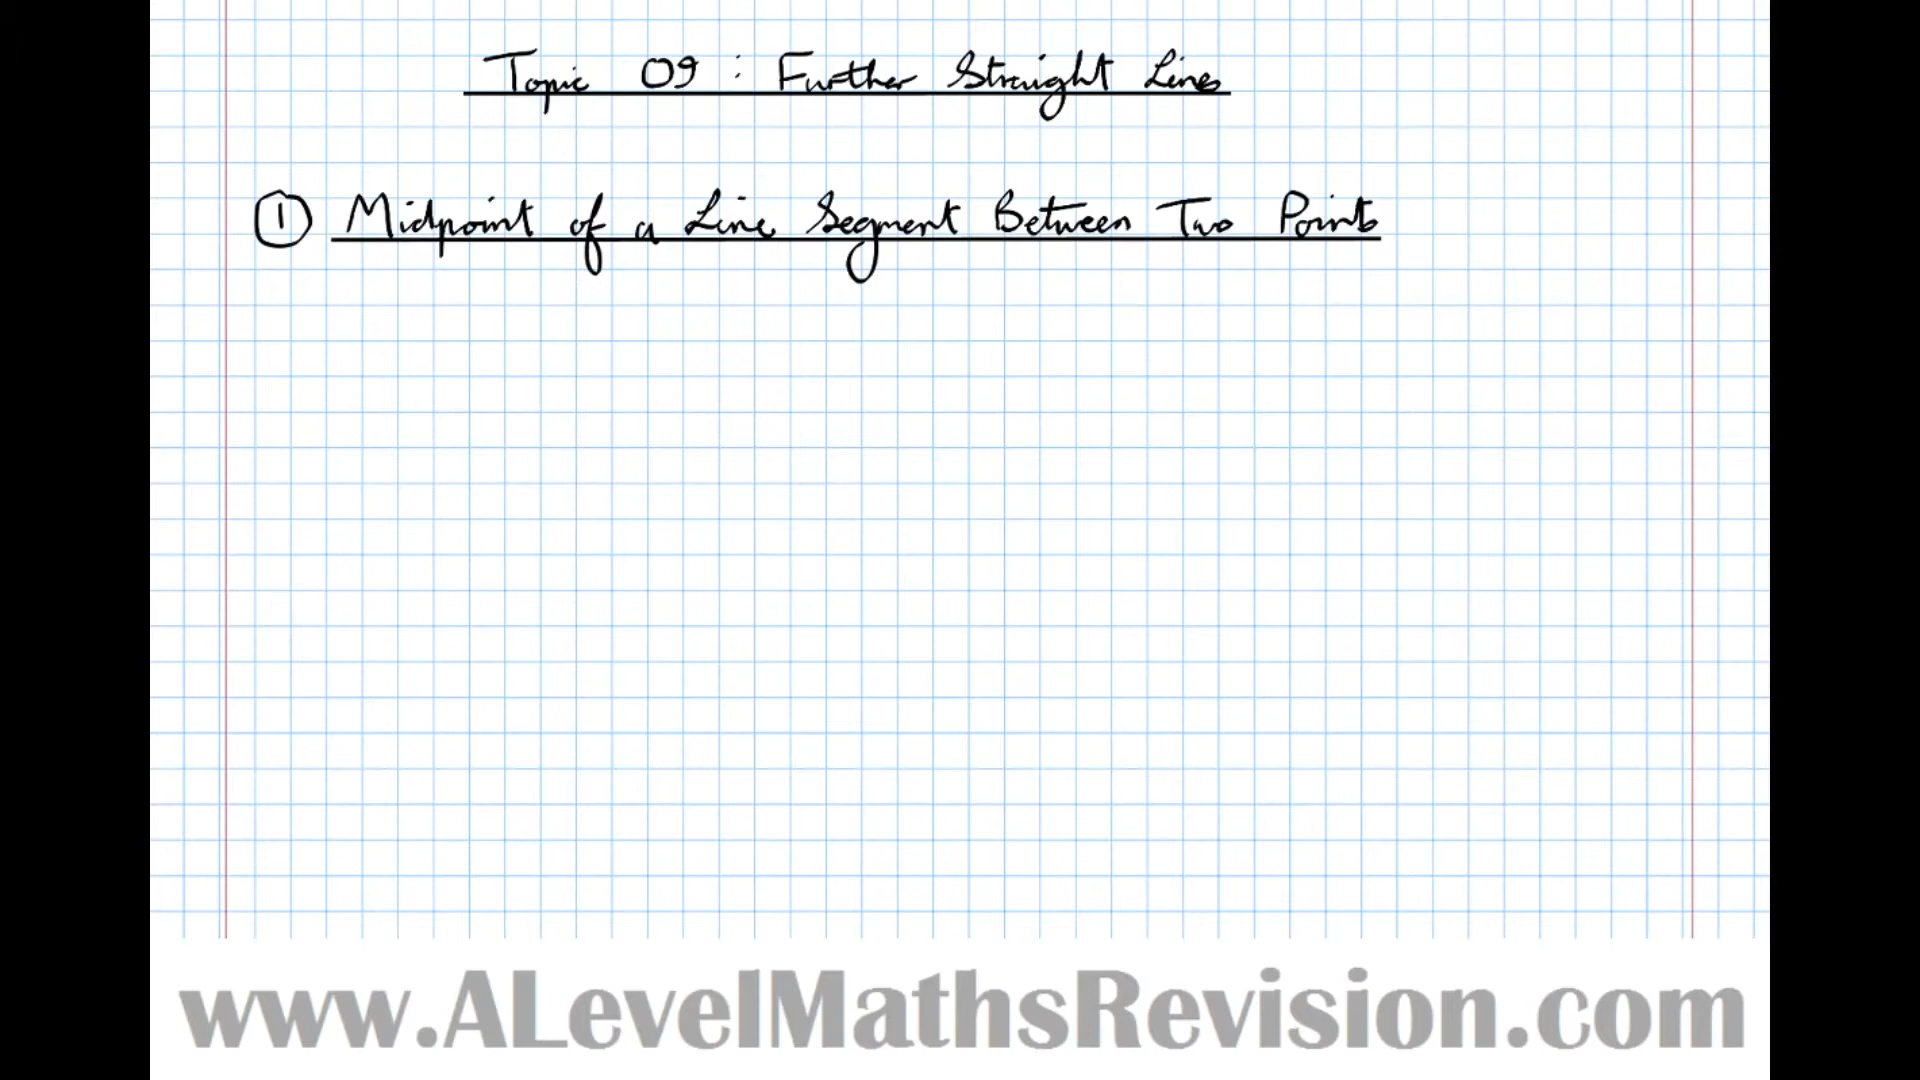 Topic 09 : Further Straight Lines
① Midpoint of a Line Segment Between Two Points
www.ALevelMathsRevision.com